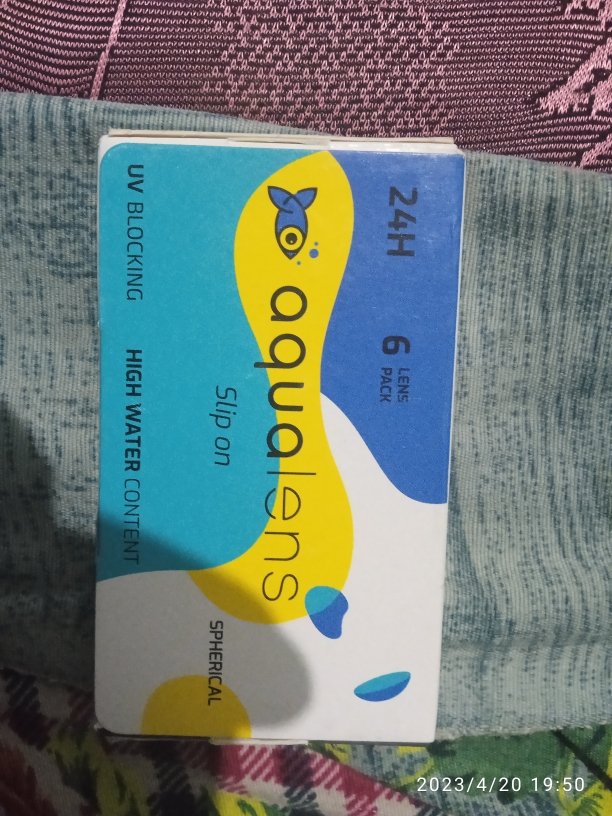 24H
6
LENS
PACK
aqualens
Slip on
UV BLOCKING
HIGH WATER CONTENT
SPHERICAL
2023/4/20 19:50